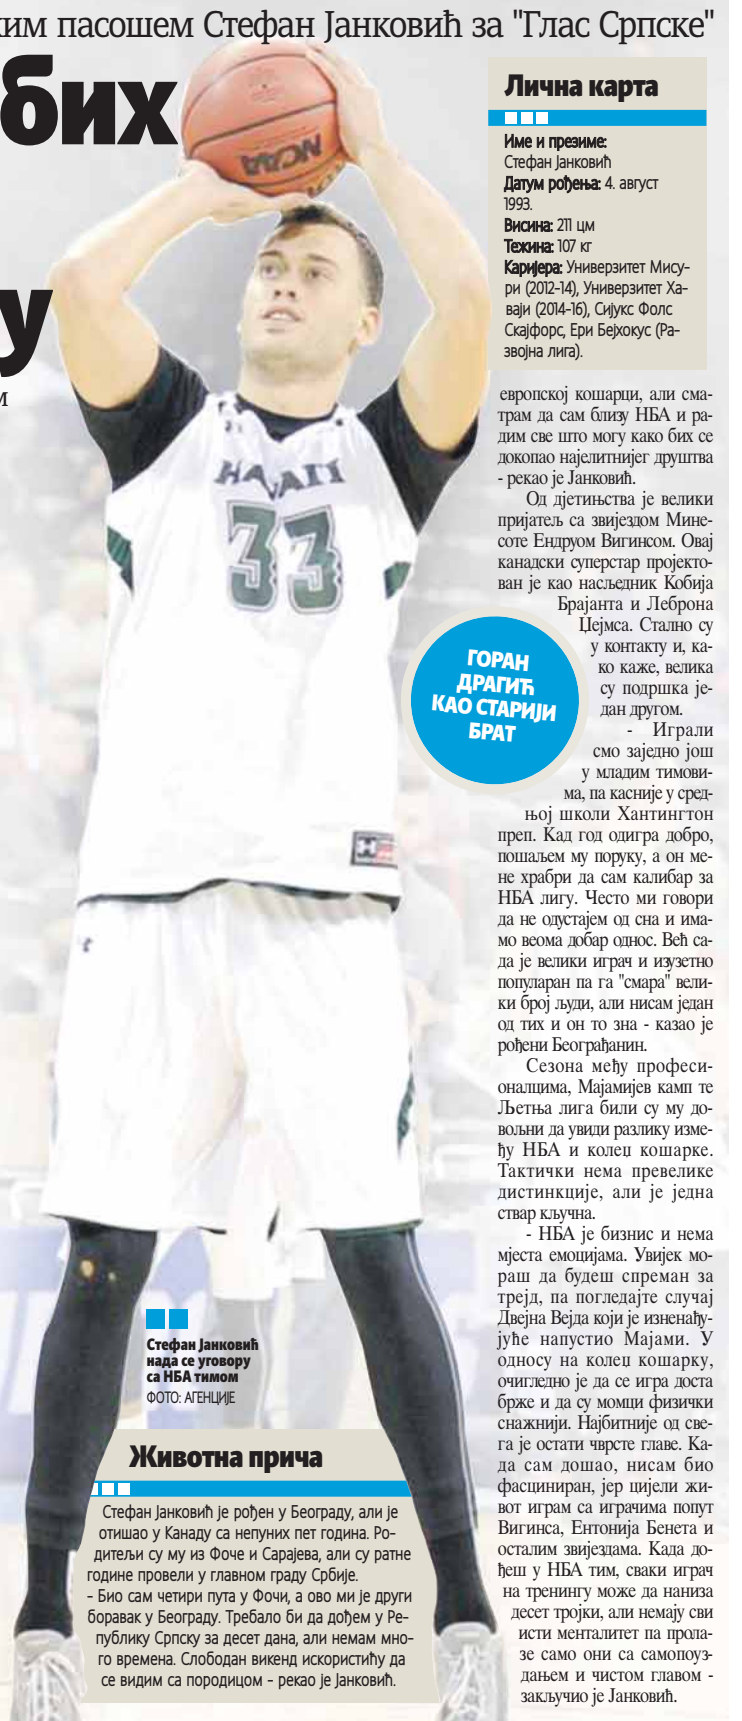 ким пасошем Стефан Јанковић за "Глас Српске"
бих
у
м
NCAA
HAWAII
33
Лична карта
Име и презиме:
Стефан Јанковић
Датум рођења: 4. август
1993.
Висина: 211 цм
Тежина: 107 кг
Каријера: Универзитет Мису-
ри (2012-14), Универзитет Ха-
ваји (2014-16), Сијукс Фолс
Скајфорс, Ери Бејхокус (Ра-
звојна лига).
европској кошарци, али сма-
трам да сам близу НБА и ра-
дим све што могу како бих се
докопао најелитнијег друштва
- рекао је Јанковић.
Од дјетињства је велики
пријатељ са звијездом Мине-
соте Ендруом Вигинсом. Овај
канадски суперстар пројекто-
ван је као насљедник Кобија
Брајанта и Леброна
Џејмса. Стално су
у контакту и, ка-
ко каже, велика
су подршка је-
дан другом.
- Играли
смо заједно још
у младим тимови-
ма, па касније у сред-
њој школи Хантингтон
преп. Кад год одигра добро,
пошаљем му поруку, а он ме-
не храбри да сам калибар за
НБА лигу. Често ми говори
да не одустајем од сна и има-
мо веома добар однос. Већ са-
да је велики играч и изузетно
популаран па га "смара" вели-
ки број људи, али нисам један
од тих и он то зна - казао је
рођени Београђанин.
Сезона међу професи-
оналцима, Мајамијев камп те
Љетња лига били су му до-
вољни да увиди разлику изме-
ђу НБА и колеџ кошарке.
Тактички нема превелике
дистинкције, али је једна
ствар кључна.
- НБА је бизнис и нема
мјеста емоцијама. Увијек мо-
раш да будеш спреман за
трејд, па погледајте случај
Двејна Вејда који је изненађу-
јуће напустио Мајами. У
односу на колеџ кошарку,
очигледно је да се игра доста
брже и да су момци физички
снажнији. Најбитније од све-
га је остати чврсте главе. Ка-
да сам дошао, нисам био
фасциниран, јер цијели жи-
вот играм са играчима попут
Вигинса, Ентонија Бенета и
осталим звијездама. Када до-
ђеш у НБА тим, сваки играч
на тренингу може да наниза
десет тројки, али немају сви
исти менталитет па прола-
зе само они са самопоуз-
дањем и чистом главом -
закључио је Јанковић.
ГОРАН
ДРАГИЋ
КАО СТАРИЈИ
БРАТ
Стефан Јанковић
нада се уговору
са НБА тимом
ФОТО: АГЕНЦИЈЕ
Животна прича
Стефан Јанковић је рођен у Београду, али је
отишао у Канаду са непуних пет година. Ро-
дитељи су му из Фоче и Сарајева, али су ратне
године провели у главном граду Србије.
- Био сам четири пута у Фочи, а ово ми је други
боравак у Београду. Требало би да дођем у Ре-
публику Српску за десет дана, али немам мно-
го времена. Слободан викенд искористићу да
се видим са породицом - рекао је Јанковић.